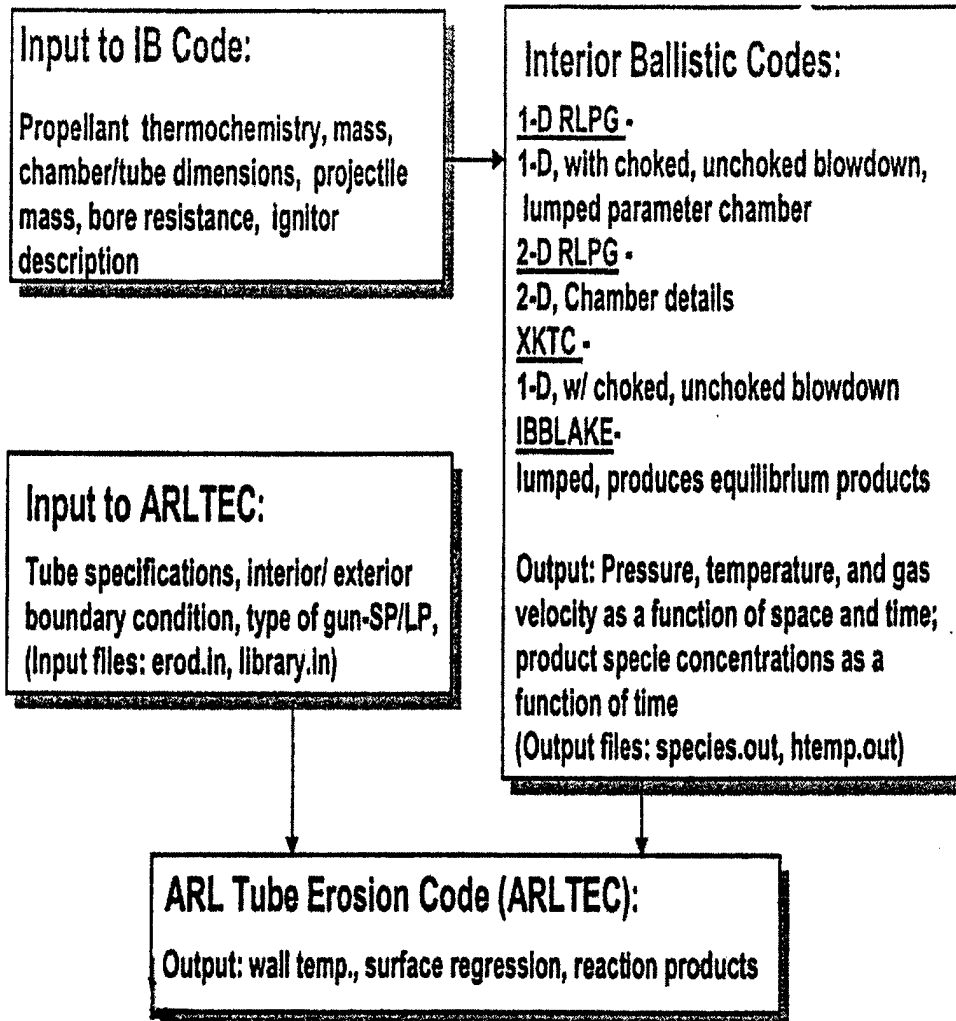 Input to IB Code:
Propellant thermochemistry, mass,
chamber/tube dimensions, projectile
mass, bore resistance, ignitor
description
Interior Ballistic Codes:
1-D RLPG -
1-D, with choked, unchoked blowdown,
lumped parameter chamber
2-D RLPG -
2-D, Chamber details
XKTC -
1-D, w/ choked, unchoked blowdown
IBBLAKE-
lumped, produces equilibrium products
Output: Pressure, temperature, and gas
velocity as a function of space and time;
product specie concentrations as a
function of time
(Output files: species.out, htemp.out)
Input to ARLTEC:
Tube specifications, interior/ exterior
boundary condition, type of gun-SP/LP,
(Input files: erod.in, library.in)
ARL Tube Erosion Code (ARLTEC):
Output: wall temp., surface regression, reaction products